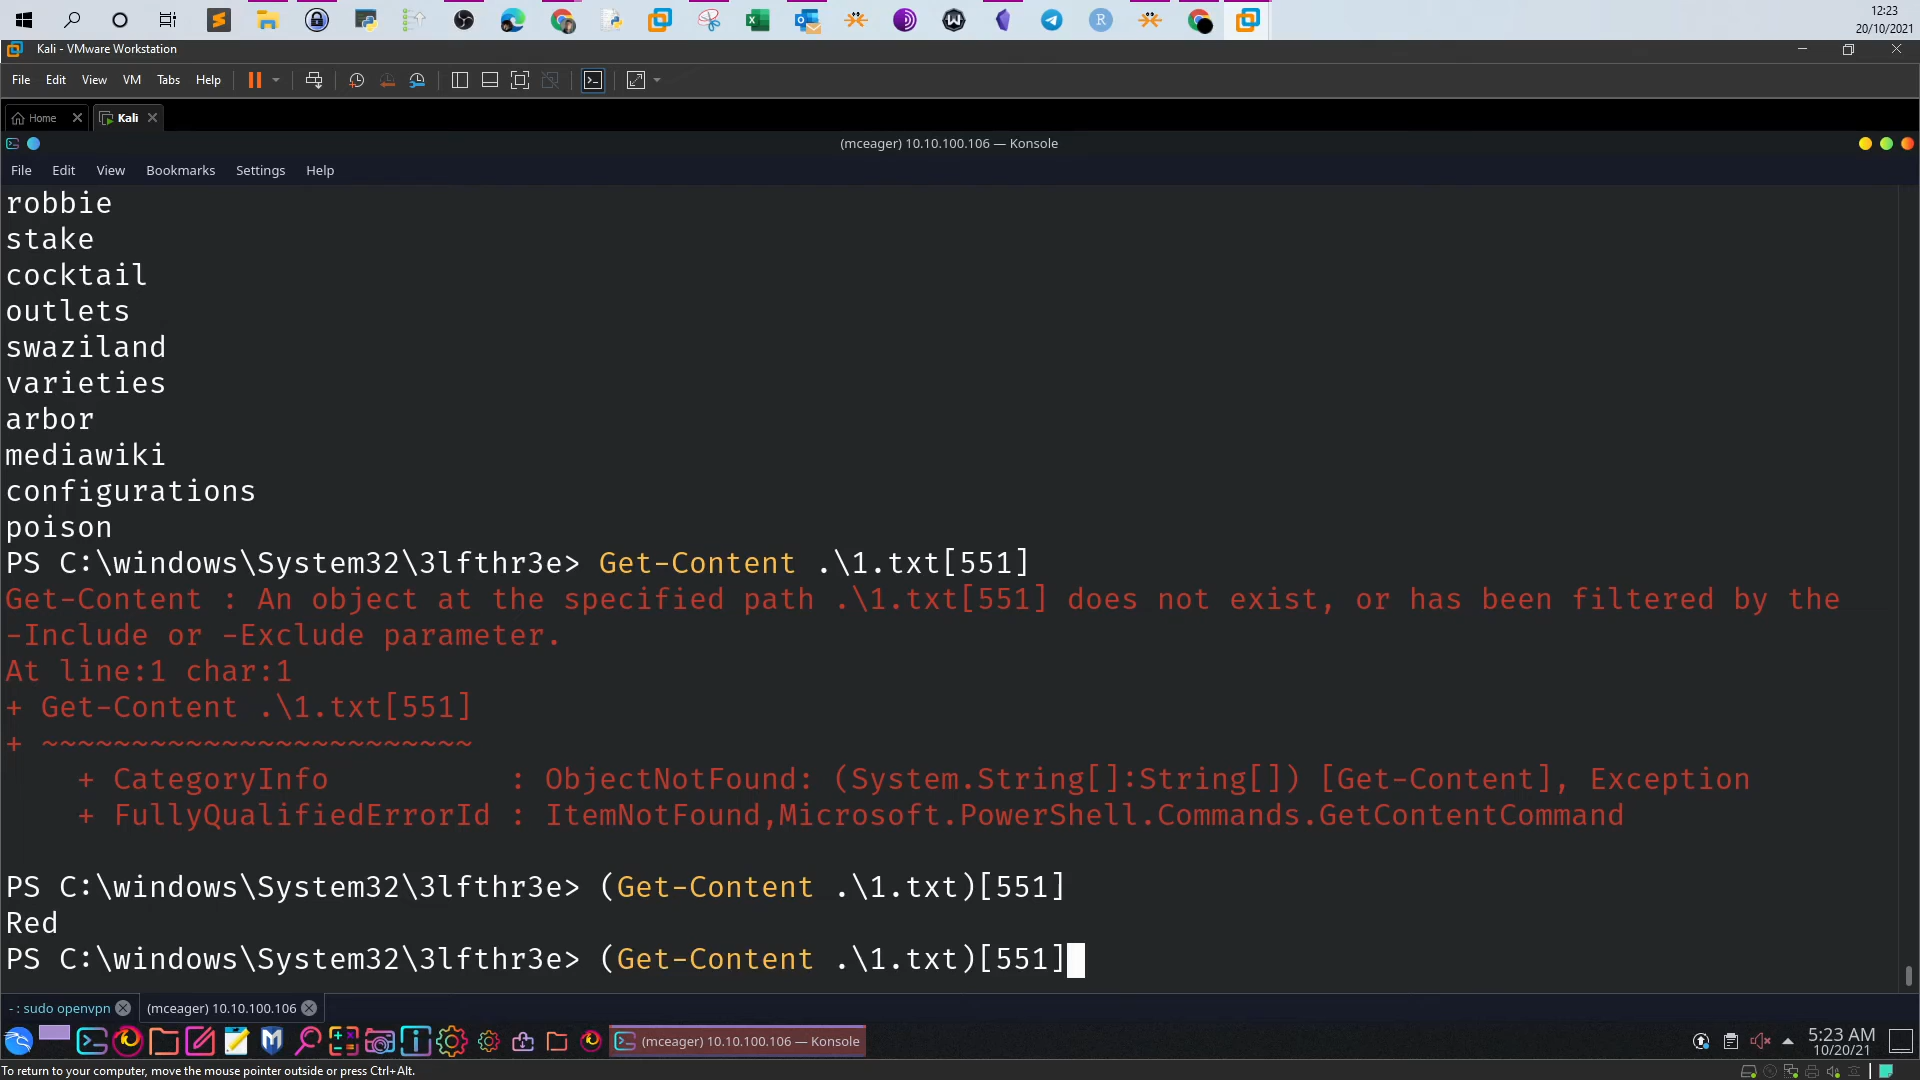 12:23
20/10/2021
Kali - VMware Workstation
File Edit View VM Tabs Help
Home Kali
(mceager) 10.10.100.106 — Konsole
File Edit View Bookmarks Settings Help
robbie
stake
cocktail
outlets
swaziland
varieties
arbor
mediawiki
configurations
poison
PS C:\windows\System32\3lfthr3e> Get-Content .\1.txt[551]
Get-Content : An object at the specified path .\1.txt[551] does not exist, or has been filtered by the
-Include or -Exclude parameter.
At line:1 char:1
+ Get-Content .\1.txt[551]
+ ~~~~~~~~~~~~~~~~~~~~~~~~
+ CategoryInfo : ObjectNotFound: (System.String[]:String[]) [Get-Content], Exception
+ FullyQualifiedErrorId : ItemNotFound,Microsoft.PowerShell.Commands.GetContentCommand
PS C:\windows\System32\3lfthr3e> (Get-Content .\1.txt)[551]
Red
PS C:\windows\System32\3lfthr3e> (Get-Content .\1.txt)[551]
- : sudo openvpn (mceager) 10.10.100.106
(mceager) 10.10.100.106 — Konsole
5:23 AM
10/20/21
To return to your computer, move the mouse pointer outside or press Ctrl+Alt.